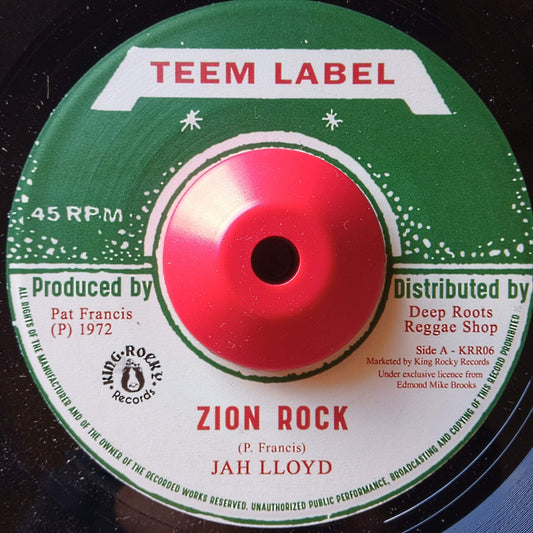 TEEM LABEL
45 RPM
Produced by
Pat Francis
(P) 1972
KING·ROCKY
Records
Distributed by
Deep Roots
Reggae Shop
Side A - KRR06
Marketed by King Rocky Records
Under exclusive licence from
Edmond Mike Brooks
ZION ROCK
(P. Francis)
JAH LLOYD
ALL RIGHTS OF THE MANUFACTURED AND OF THE OWNER OF THE RECORDED WORKS RESERVED. UNAUTHORIZED PUBLIC PERFORMANCE, BROADCASTING AND COPYING OF THIS RECORD PROHIBITED